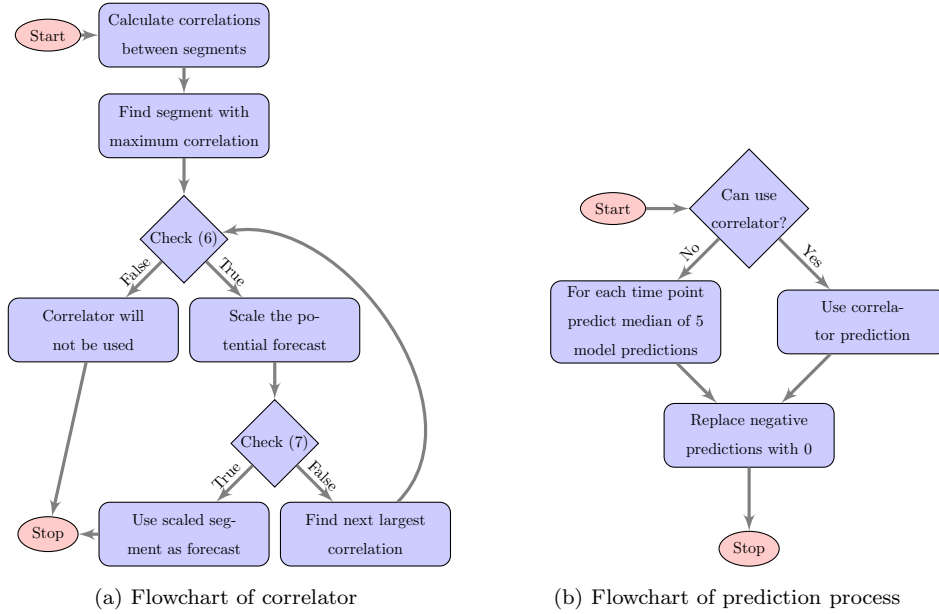 Start
Calculate correlations
between segments
Find segment with
maximum correlation
Check (6)
False
True
Correlator will
not be used
Scale the po-
tential forecast
Check (7)
True
False
Stop
Use scaled seg-
ment as forecast
Find next largest
correlation
(a) Flowchart of correlator
Start
Can use
correlator?
No
Yes
For each time point
predict median of 5
model predictions
Use correla-
tor prediction
Replace negative
predictions with 0
Stop
(b) Flowchart of prediction process